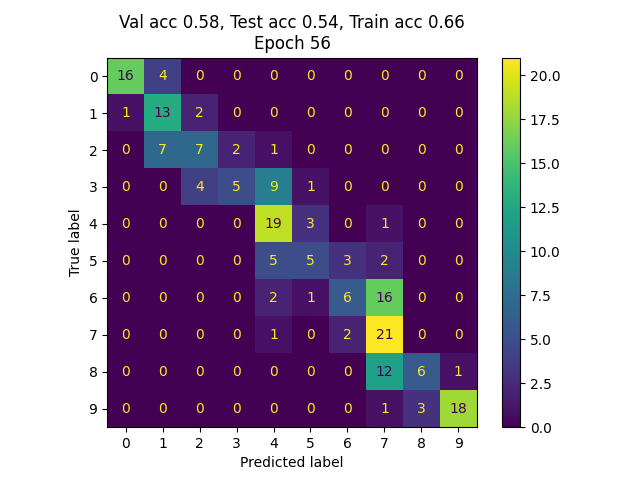 Val acc 0.58, Test acc 0.54, Train acc 0.66
Epoch 56
0 16 4 0 0 0 0 0 0 0 0
1 1 13 2 0 0 0 0 0 0 0
2 0 7 7 2 1 0 0 0 0 0
3 0 0 4 5 9 1 0 0 0 0
4 0 0 0 0 19 3 0 1 0 0
5 0 0 0 0 5 5 3 2 0 0
6 0 0 0 0 2 1 6 16 0 0
7 0 0 0 0 1 0 2 21 0 0
8 0 0 0 0 0 0 0 12 6 1
9 0 0 0 0 0 0 0 1 3 18
0 1 2 3 4 5 6 7 8 9
Predicted label
True label
20.0
17.5
15.0
12.5
10.0
7.5
5.0
2.5
0.0